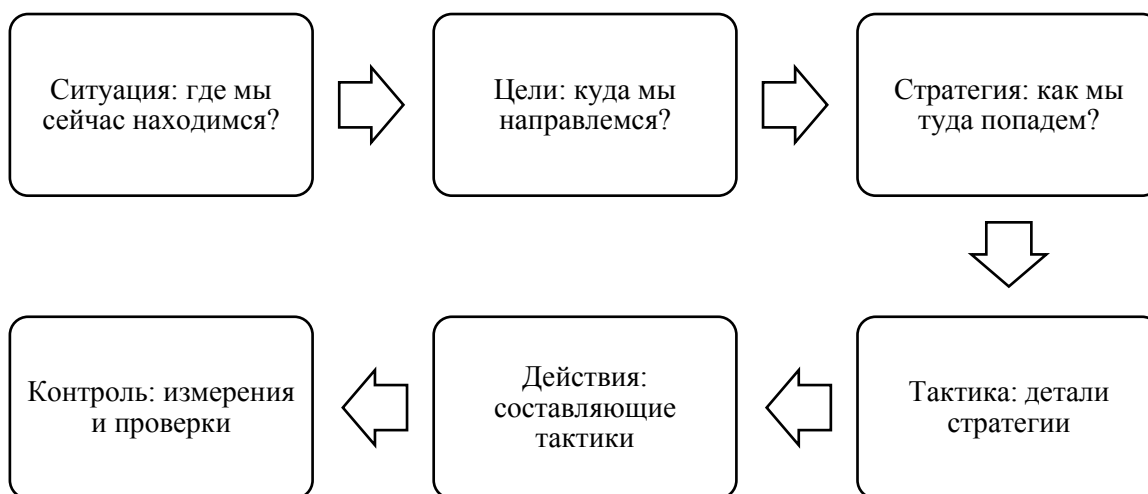 Ситуация: где мы
сейчас находимся?
Цели: куда мы
направлемся?
Стратегия: как мы
туда попадем?
Тактика: детали
стратегии
Действия:
составляющие
тактики
Контроль: измерения
и проверки